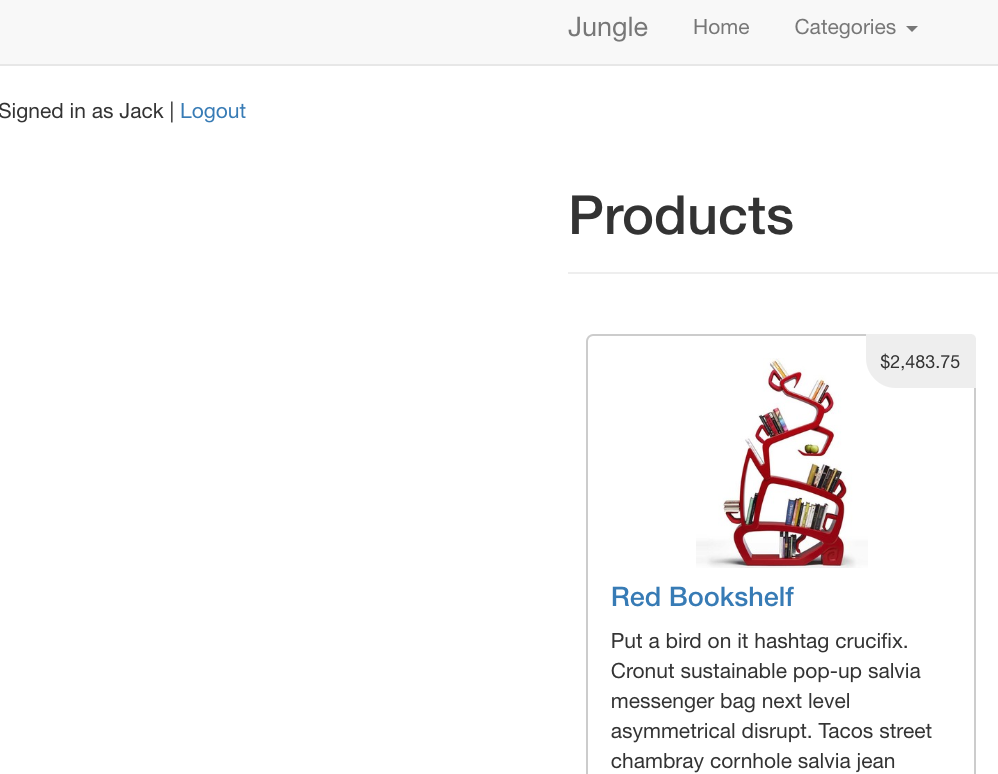 Jungle Home Categories
Signed in as Jack | Logout
Products
$2,483.75
Red Bookshelf
Put a bird on it hashtag crucifix.
Cronut sustainable pop-up salvia
messenger bag next level
asymmetrical disrupt. Tacos street
chambray cornhole salvia jean